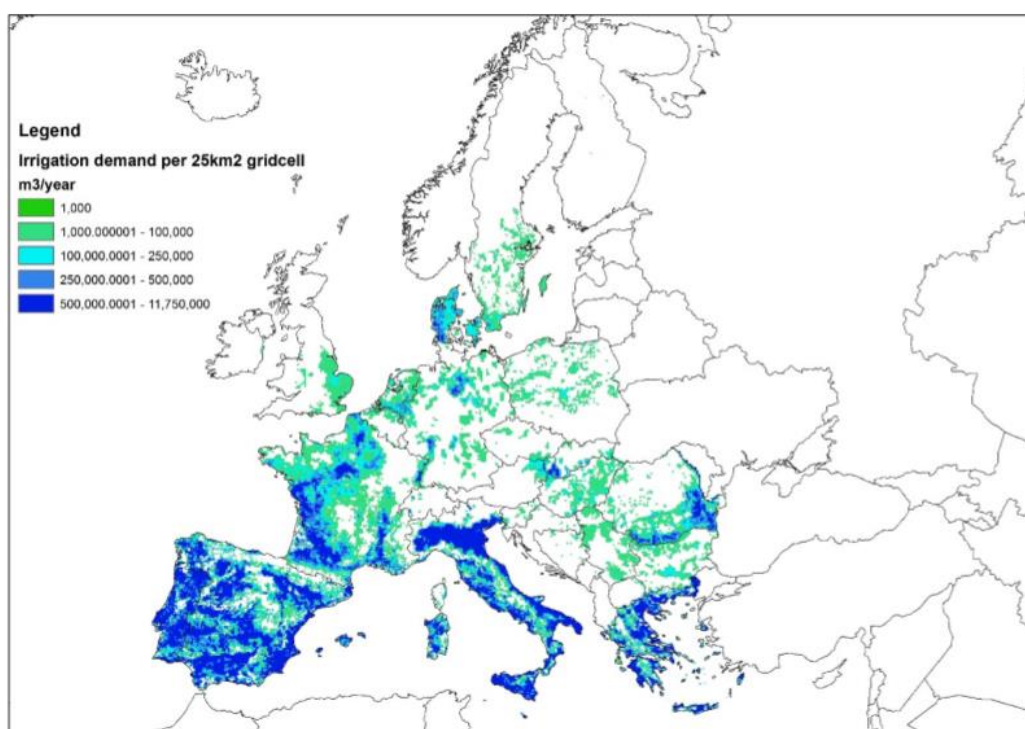 Legend
Irrigation demand per 25km2 gridcell
m3/year
1,000
1,000.000001 - 100,000
100,000.0001 - 250,000
250,000.0001 - 500,000
500,000.0001 - 11,750,000